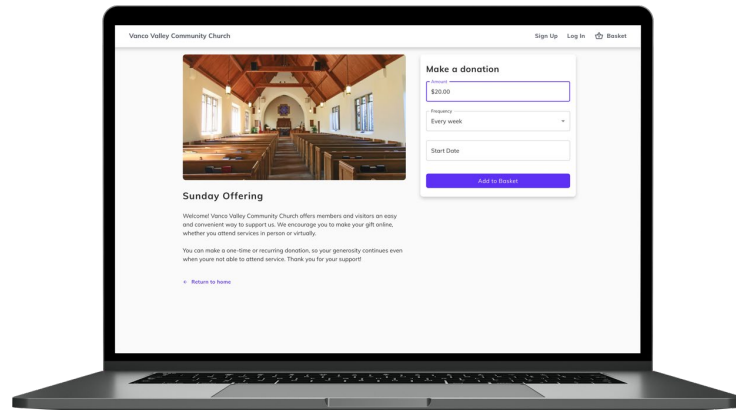 Vanco Valley Community Church
Sign Up Log In Basket
Make a donation
Amount
$20.00
Frequency
Every week
Start Date
Add to Basket
Sunday Offering
Welcome! Vanco Valley Community Church offers members and visitors an easy
and convenient way to support us. We encourage you to make your gift online,
whether you attend services in person or virtually.
You can make a one-time or recurring donation, so your generosity continues even
when youre not able to attend service. Thank you for your support!
Return to home